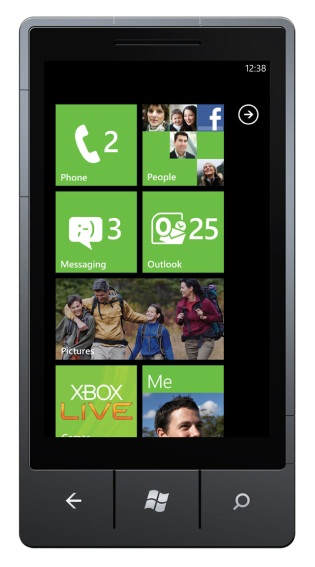 12:38
2
f
Phone
People
3
25
Messaging
Outlook
Pictures
XBOX
LIVE
Me